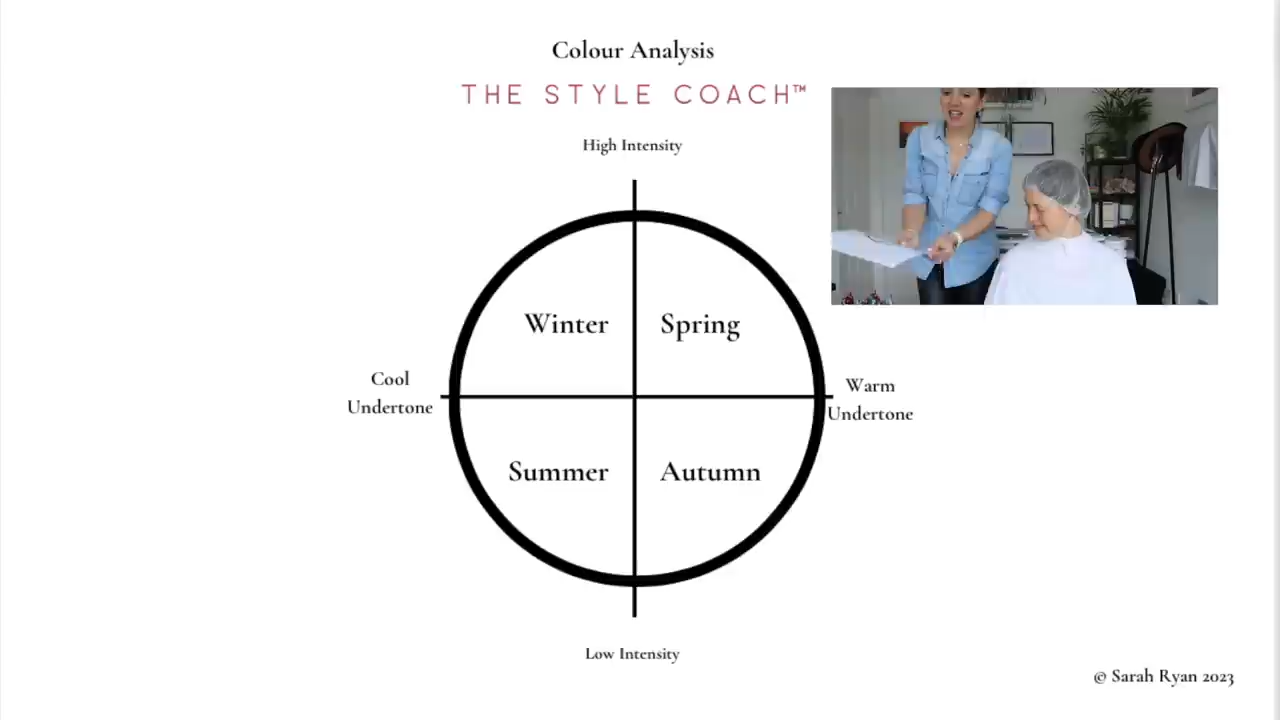 Colour Analysis
THE STYLE COACH™
High Intensity
Winter
Spring
Cool
Undertone
Warm
Undertone
Summer
Autumn
Low Intensity
© Sarah Ryan 2023